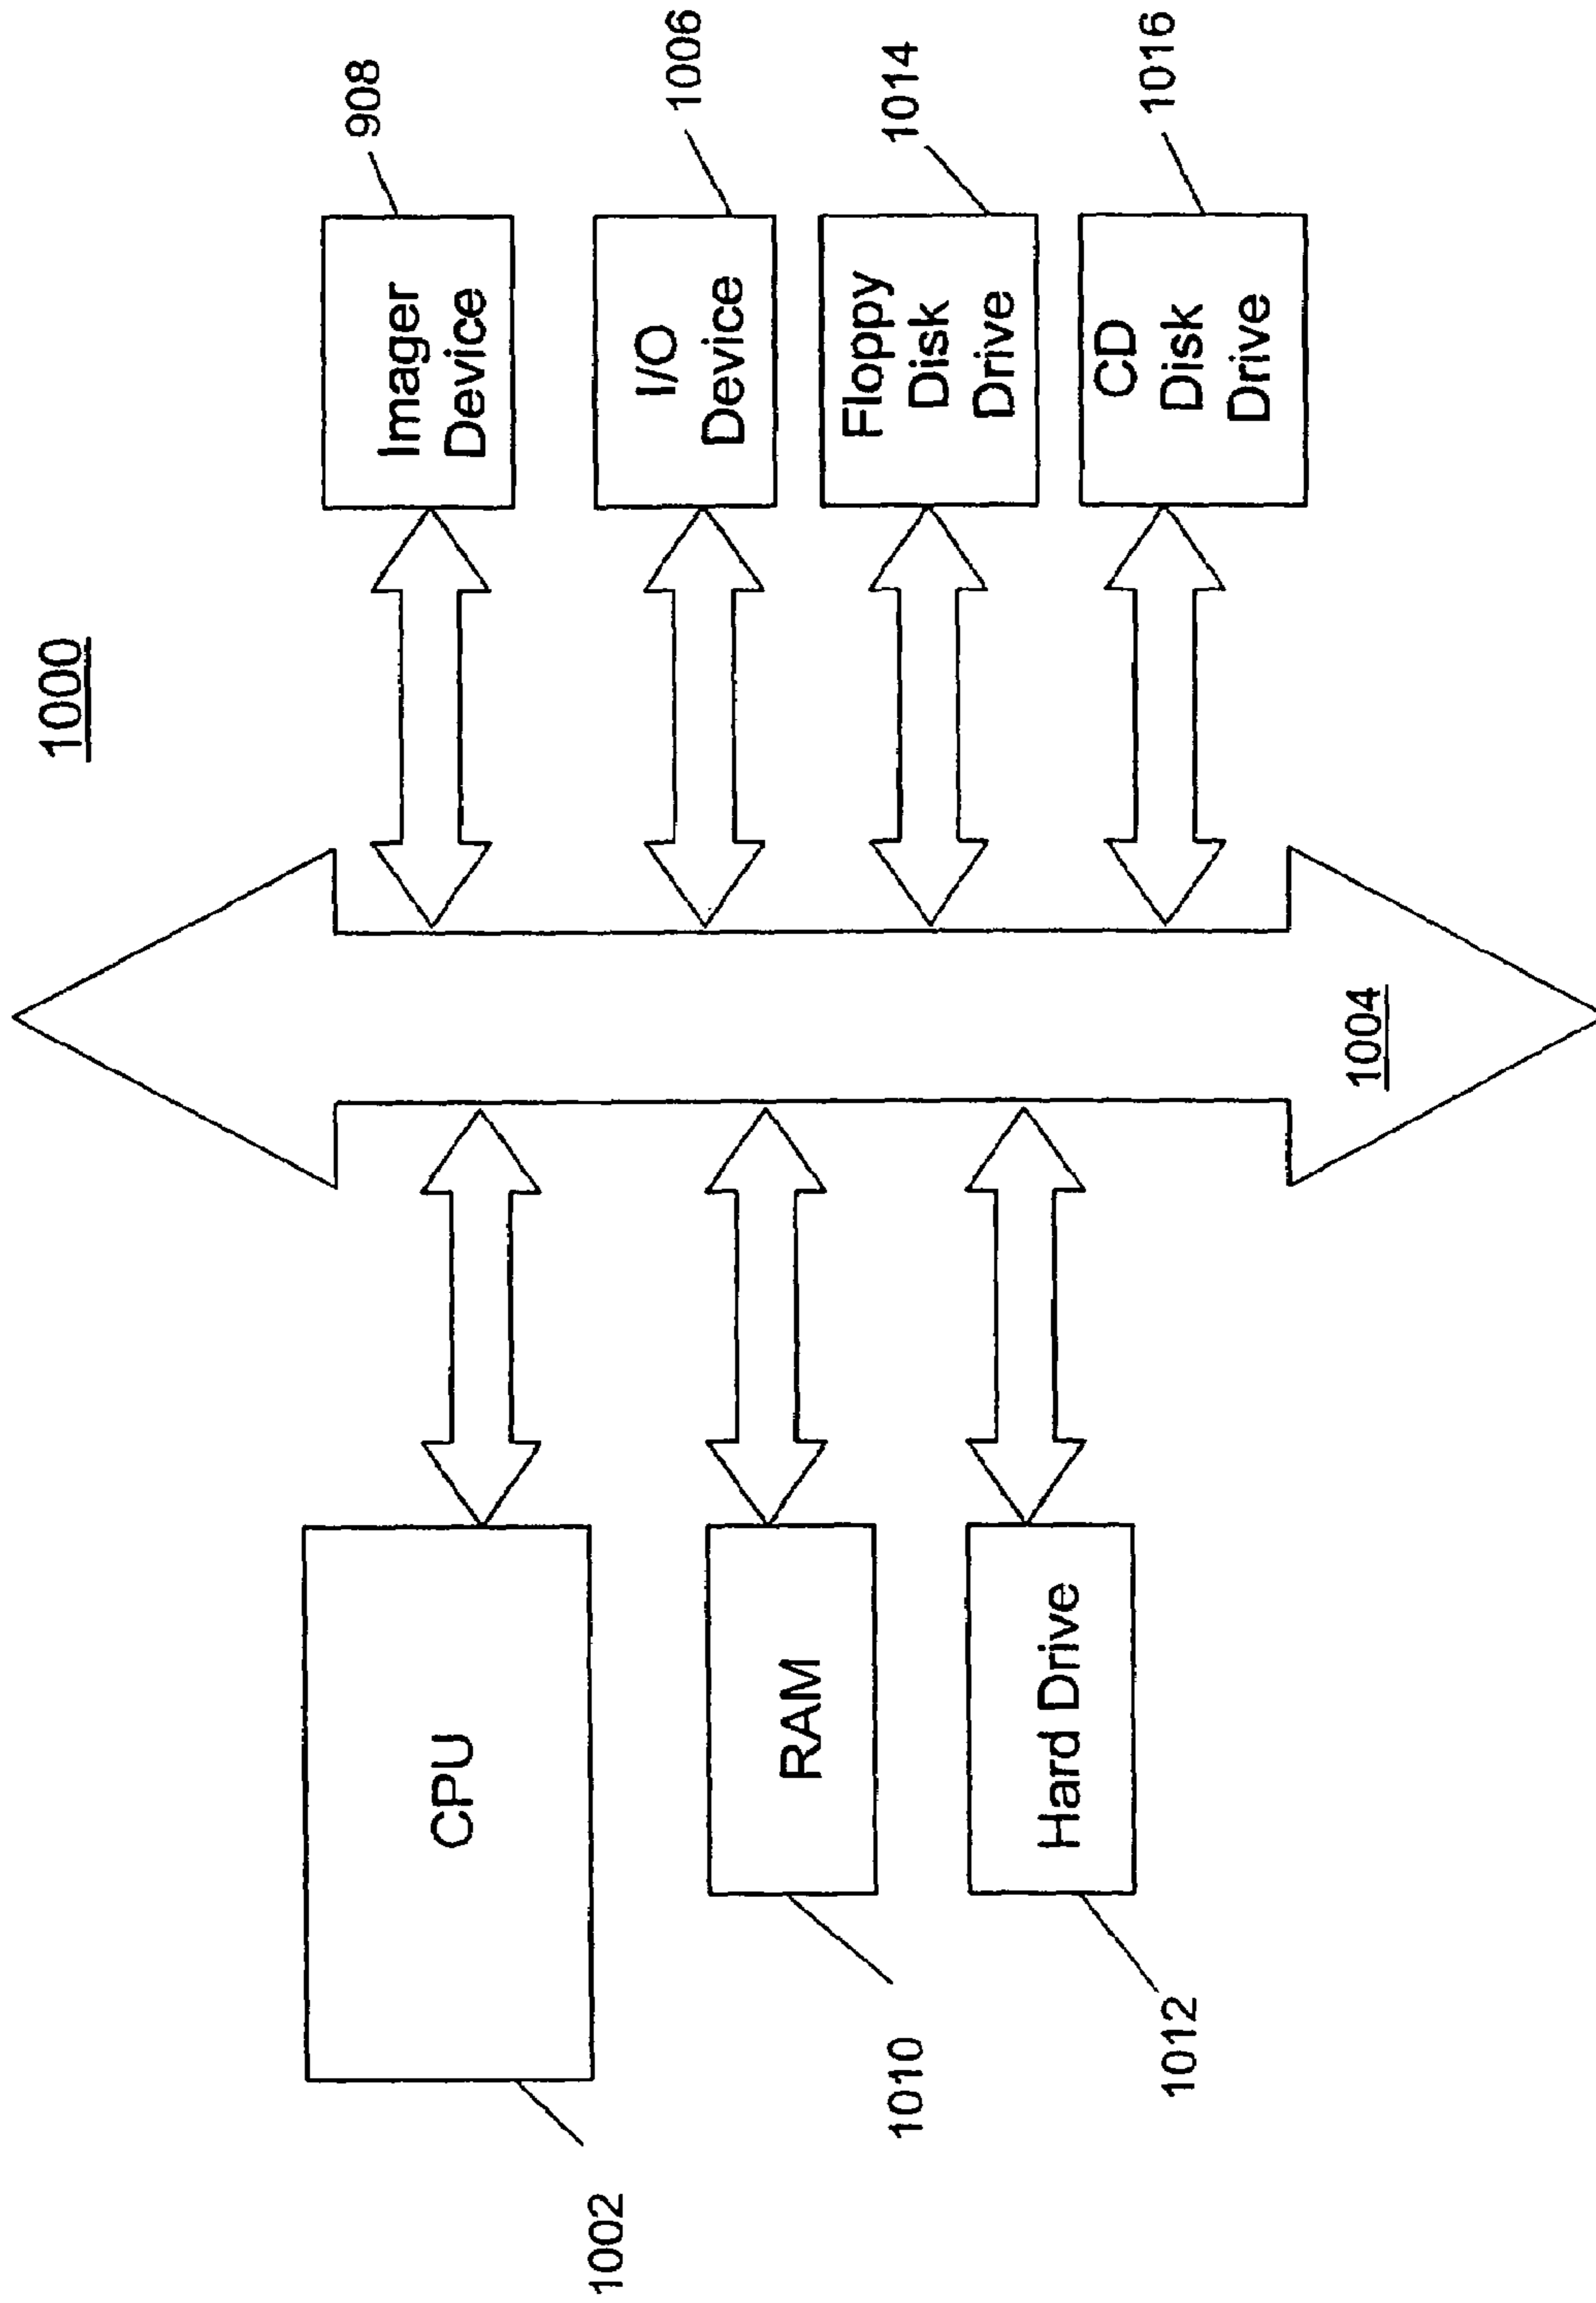 1000
CPU
1002
RAM
1010
Hard Drive
1012
1004
Imager
Device
908
I/O
Device
1006
Floppy
Disk
Drive
1014
CD
Disk
Drive
1016